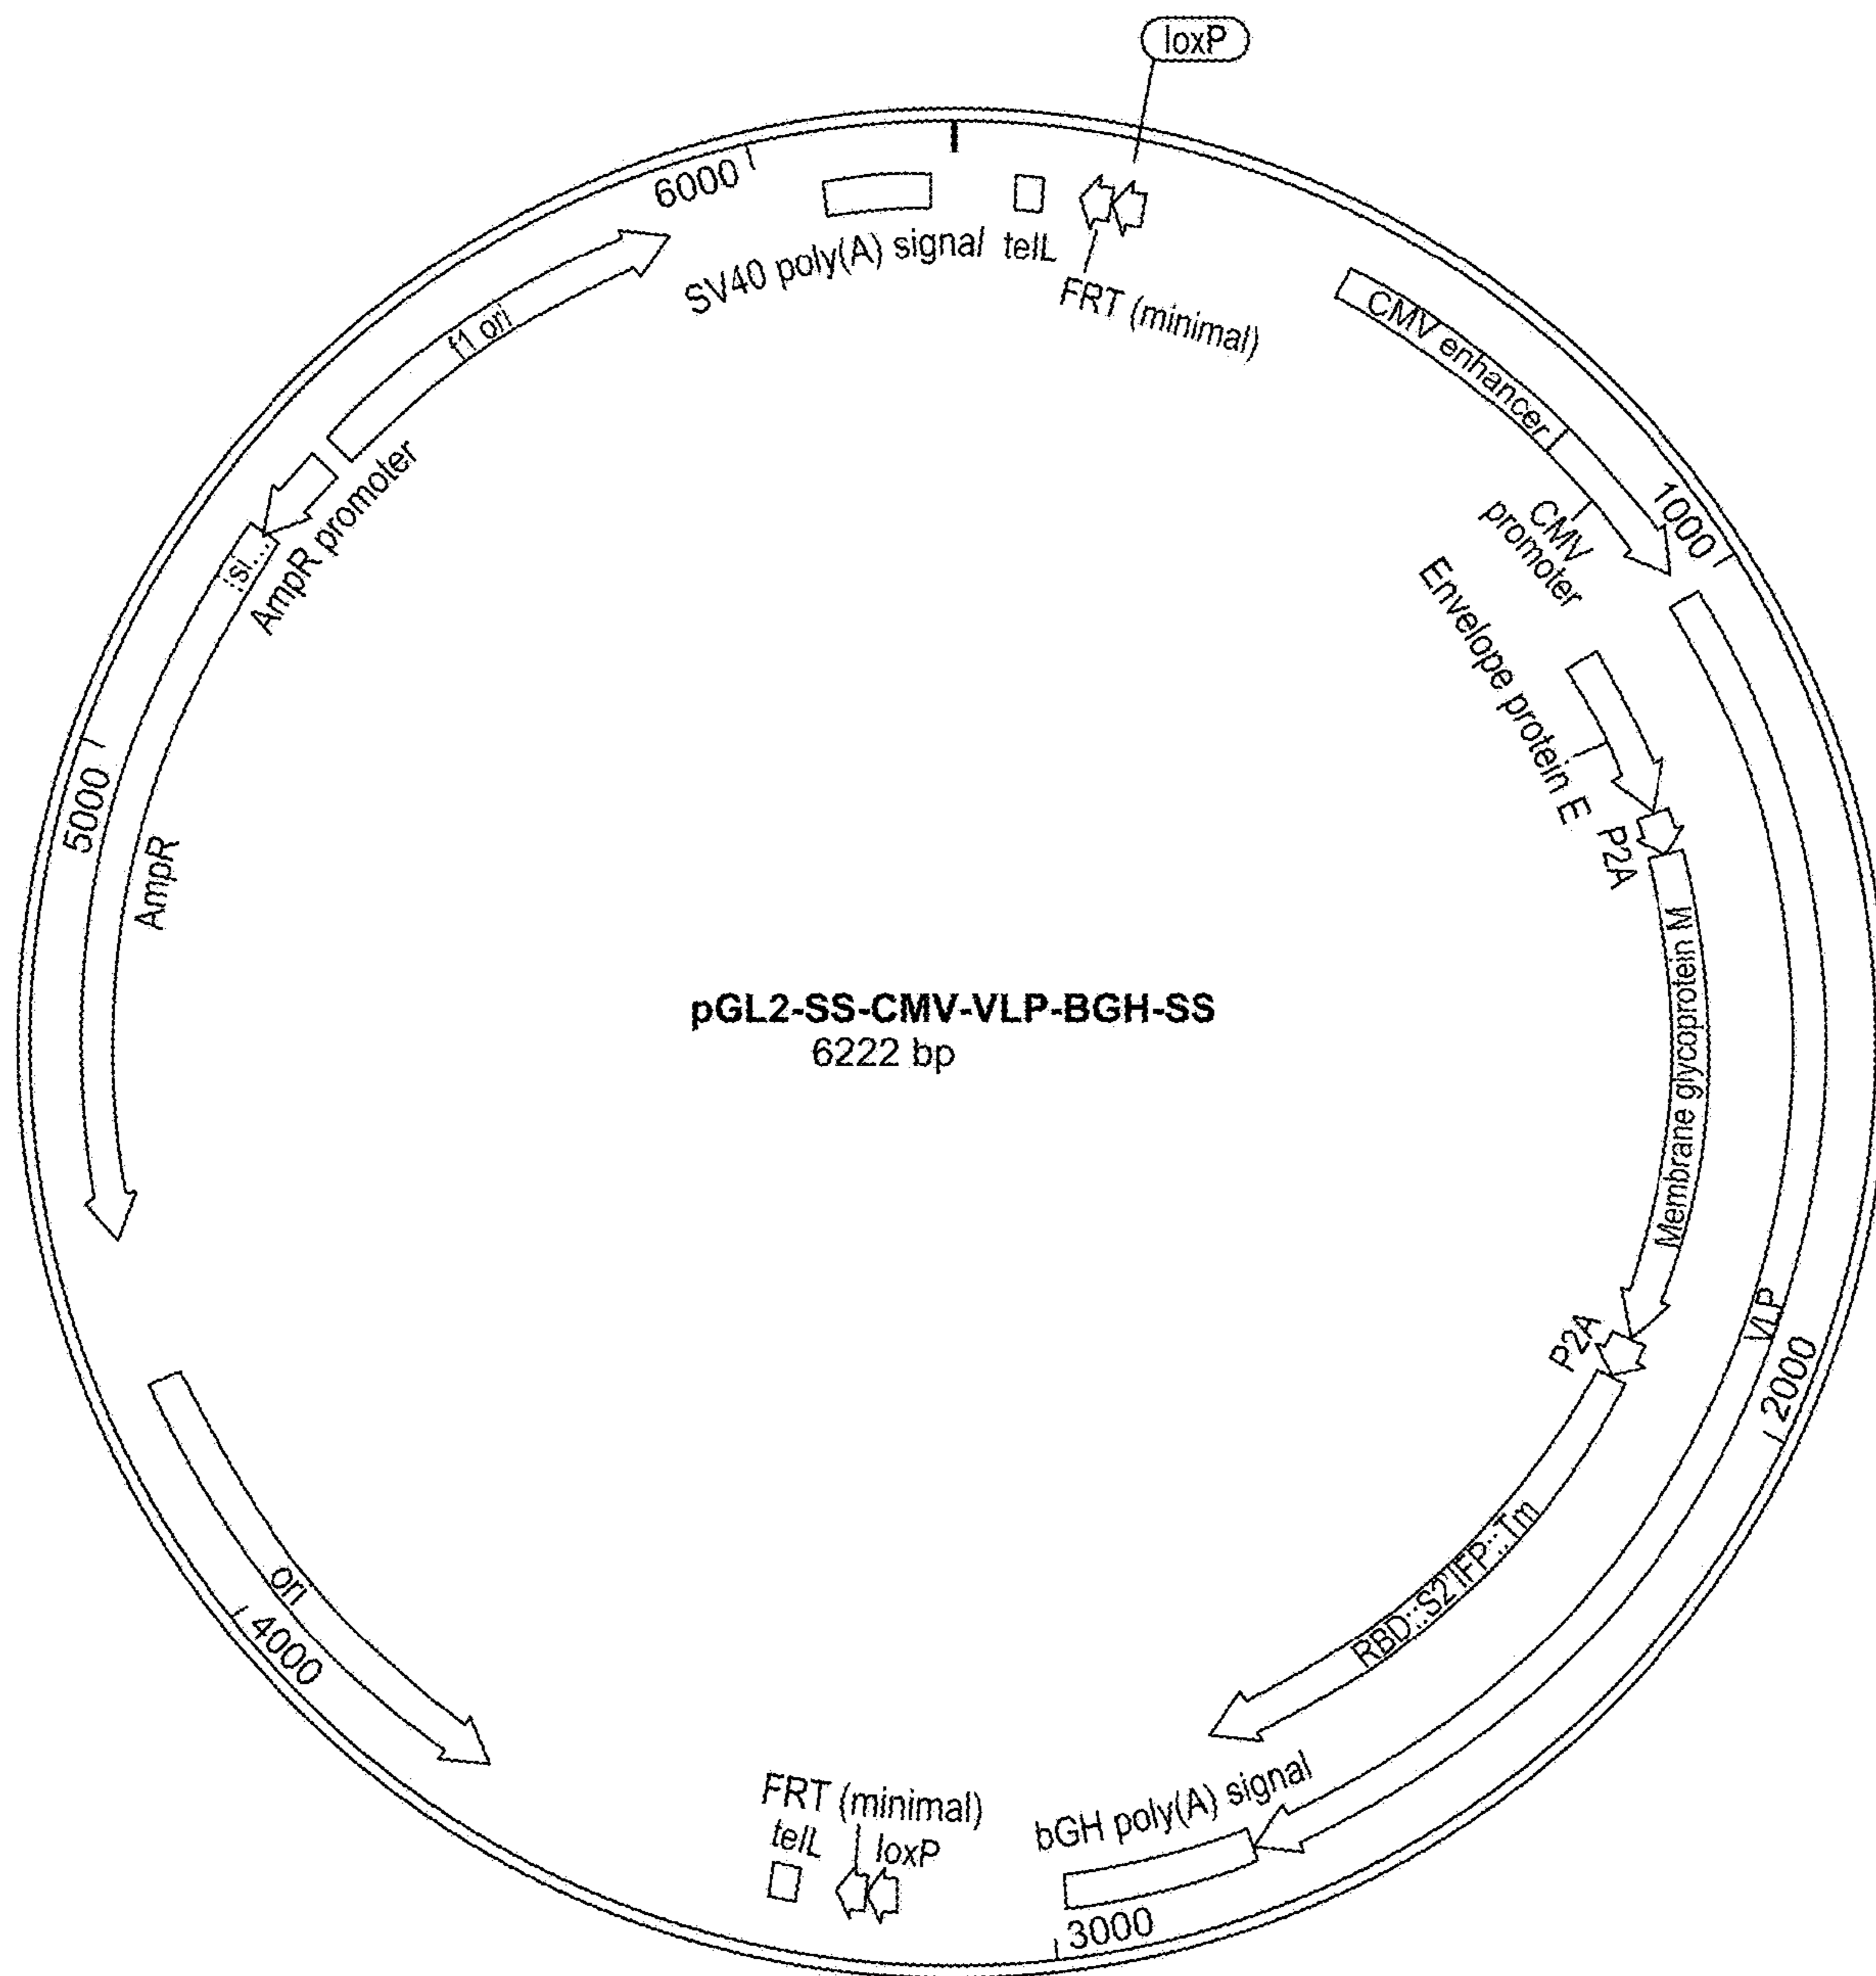 loxP
6000
SV40 poly(A) signal
telL
FRT (minimal)
f1 ori
CMV enhancer
1000
CMV
promoter
AmpR promoter
Envelope protein E
P2A
5000
AmpR
Membrane glycoprotein M
pGL2-SS-CMV-VLP-BGH-SS
6222 bp
VLP
P2A
2000
RBD::S2'IFP::Tm
ori
4000
FRT (minimal)
telL
loxP
bGH poly(A) signal
3000